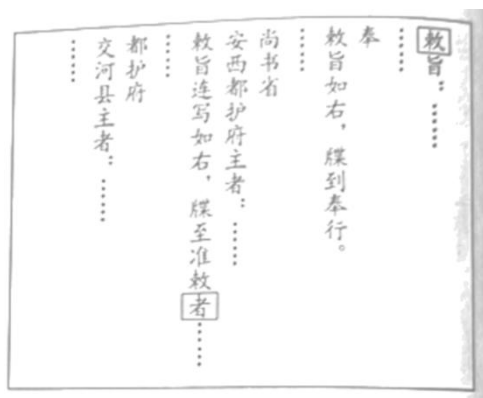 敕旨：……
……
奉
敕旨如右，牒到奉行。
……
尚书省
安西都护府主者：……
敕旨连写如右，牒至准敕者……
……
都护府
交河县主者：……
……